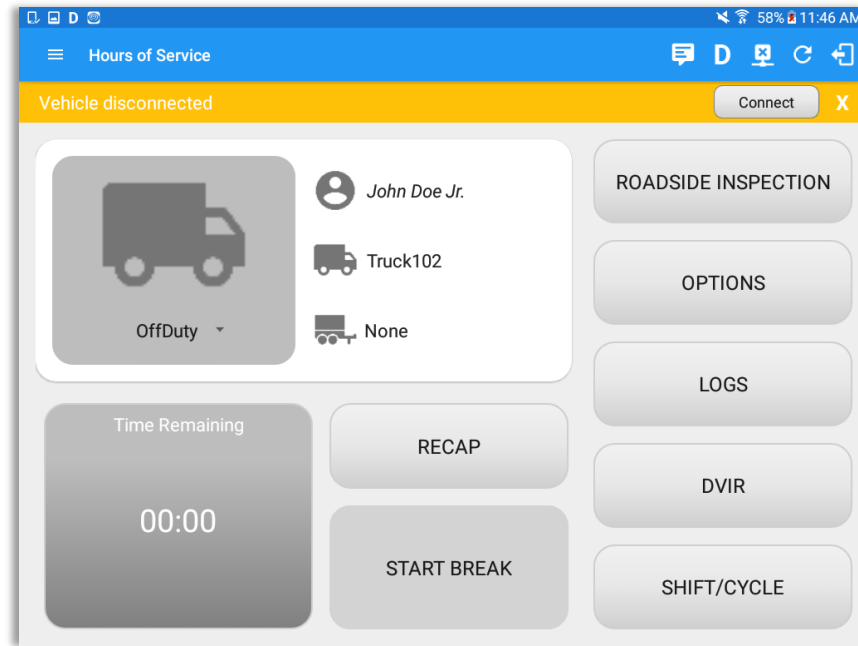 D 58% 11:46 AM
Hours of Service
D
Vehicle disconnected
Connect
X
John Doe Jr.
Truck102
None
OffDuty
ROADSIDE INSPECTION
OPTIONS
LOGS
DVIR
SHIFT/CYCLE
Time Remaining
00:00
RECAP
START BREAK